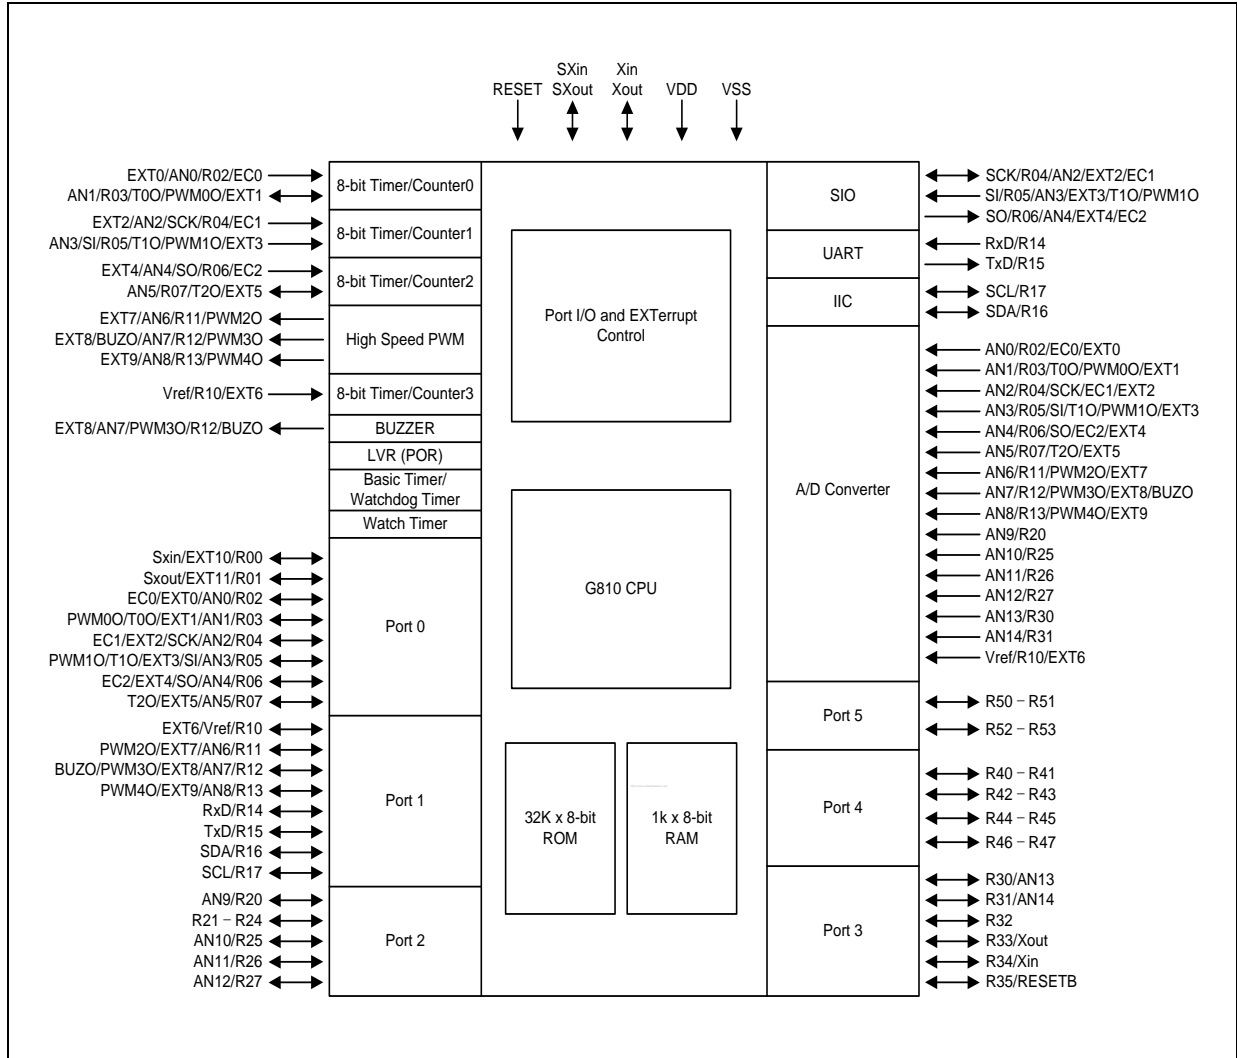 SXin
SXout
Xin
Xout
RESET
VDD
VSS
EXT0/AN0/R02/EC0
AN1/R03/T0O/PWM0O/EXT1
8-bit Timer/Counter0
EXT2/AN2/SCK/R04/EC1
AN3/SI/R05/T1O/PWM1O/EXT3
8-bit Timer/Counter1
EXT4/AN4/SO/R06/EC2
AN5/R07/T2O/EXT5
8-bit Timer/Counter2
EXT7/AN6/R11/PWM2O
EXT8/BUZO/AN7/R12/PWM3O
EXT9/AN8/R13/PWM4O
High Speed PWM
Vref/R10/EXT6
8-bit Timer/Counter3
EXT8/AN7/PWM3O/R12/BUZO
BUZZER
LVR (POR)
Basic Timer/
Watchdog Timer
Watch Timer
Sxin/EXT10/R00
Sxout/EXT11/R01
EC0/EXT0/AN0/R02
PWM0O/T0O/EXT1/AN1/R03
EC1/EXT2/SCK/AN2/R04
PWM1O/T1O/EXT3/SI/AN3/R05
EC2/EXT4/SO/AN4/R06
T2O/EXT5/AN5/R07
Port 0
EXT6/Vref/R10
PWM2O/EXT7/AN6/R11
BUZO/PWM3O/EXT8/AN7/R12
PWM4O/EXT9/AN8/R13
RxD/R14
TxD/R15
SDA/R16
SCL/R17
Port 1
AN9/R20
R21 – R24
AN10/R25
AN11/R26
AN12/R27
Port 2
Port I/O and EXTerrupt
Control
G810 CPU
32K x 8-bit
ROM
1k x 8-bit
RAM
SIO
SCK/R04/AN2/EXT2/EC1
SI/R05/AN3/EXT3/T1O/PWM1O
SO/R06/AN4/EXT4/EC2
UART
RxD/R14
TxD/R15
IIC
SCL/R17
SDA/R16
A/D Converter
AN0/R02/EC0/EXT0
AN1/R03/T0O/PWM0O/EXT1
AN2/R04/SCK/EC1/EXT2
AN3/R05/SI/T1O/PWM1O/EXT3
AN4/R06/SO/EC2/EXT4
AN5/R07/T2O/EXT5
AN6/R11/PWM2O/EXT7
AN7/R12/PWM3O/EXT8/BUZO
AN8/R13/PWM4O/EXT9
AN9/R20
AN10/R25
AN11/R26
AN12/R27
AN13/R30
AN14/R31
Vref/R10/EXT6
Port 5
R50 – R51
R52 – R53
Port 4
R40 – R41
R42 – R43
R44 – R45
R46 – R47
Port 3
R30/AN13
R31/AN14
R32
R33/Xout
R34/Xin
R35/RESETB